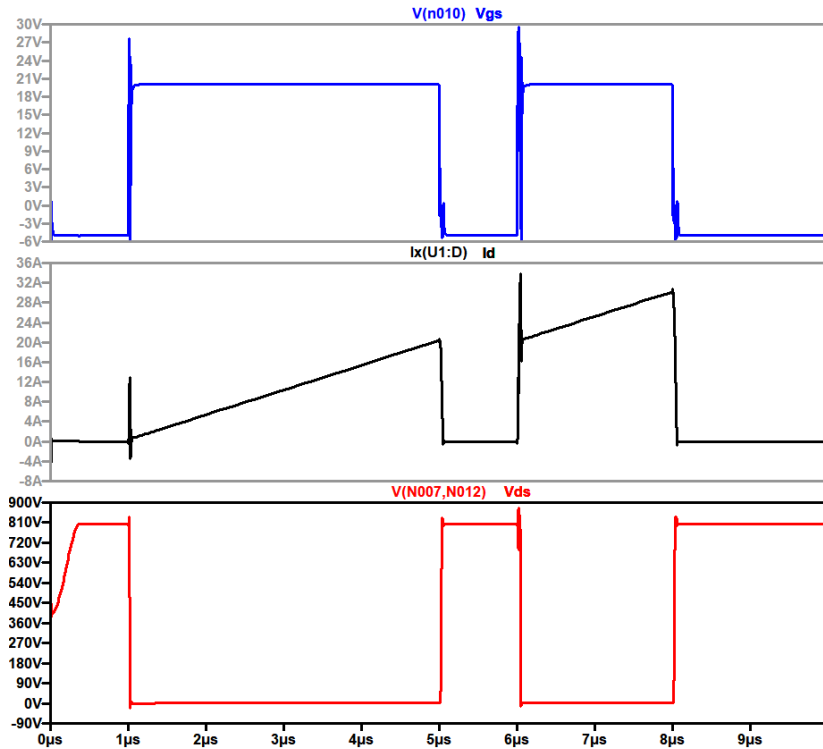 V(n010) Vgs
30V
27V
24V
21V
18V
15V
12V
9V
6V
3V
0V
-3V
-6V
Ix(U1:D) Id
36A
32A
28A
24A
20A
16A
12A
8A
4A
0A
-4A
-8A
V(N007,N012) Vds
900V
810V
720V
630V
540V
450V
360V
270V
180V
90V
0V
-90V
0µs 1µs 2µs 3µs 4µs 5µs 6µs 7µs 8µs 9µs